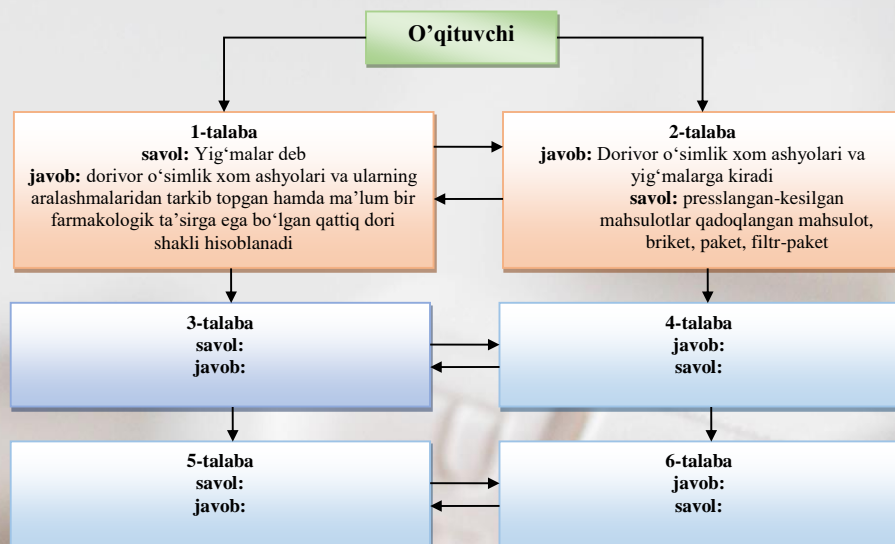 O’qituvchi
1-talaba
savol: Yig‘malar deb
javob: dorivor o‘simlik xom ashyolari va ularning
aralashmalaridan tarkib topgan hamda ma’lum bir
farmakologik ta’sirga ega bo‘lgan qattiq dori
shakli hisoblanadi
2-talaba
javob: Dorivor o‘simlik xom ashyolari va
yig‘malarga kiradi
savol: presslangan-kesilgan
mahsulotlar qadoqlangan mahsulot,
briket, paket, filtr-paket
3-talaba
savol:
javob:
4-talaba
javob:
savol:
5-talaba
savol:
javob:
6-talaba
javob:
savol: